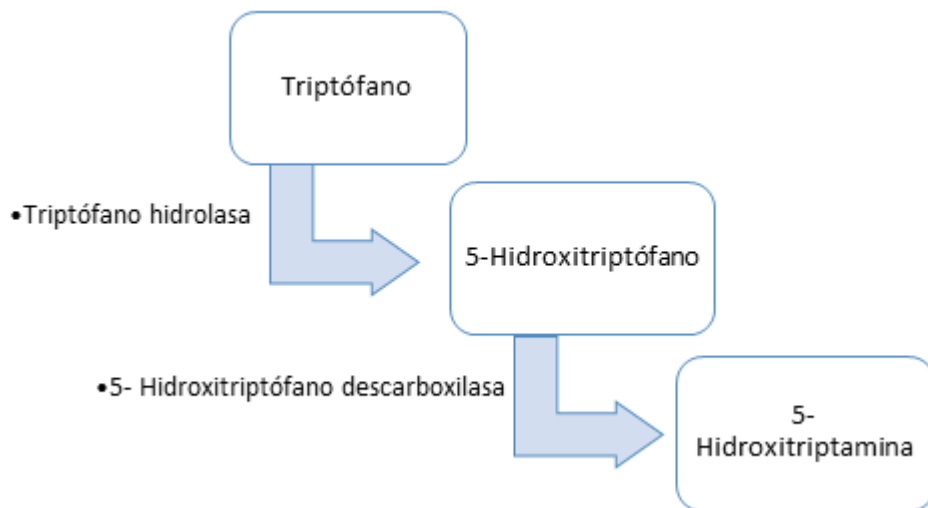 Triptófano
•Triptófano hidrolasa
5-Hidroxitriptófano
•5- Hidroxitriptófano descarboxilasa
5-
Hidroxitriptamina